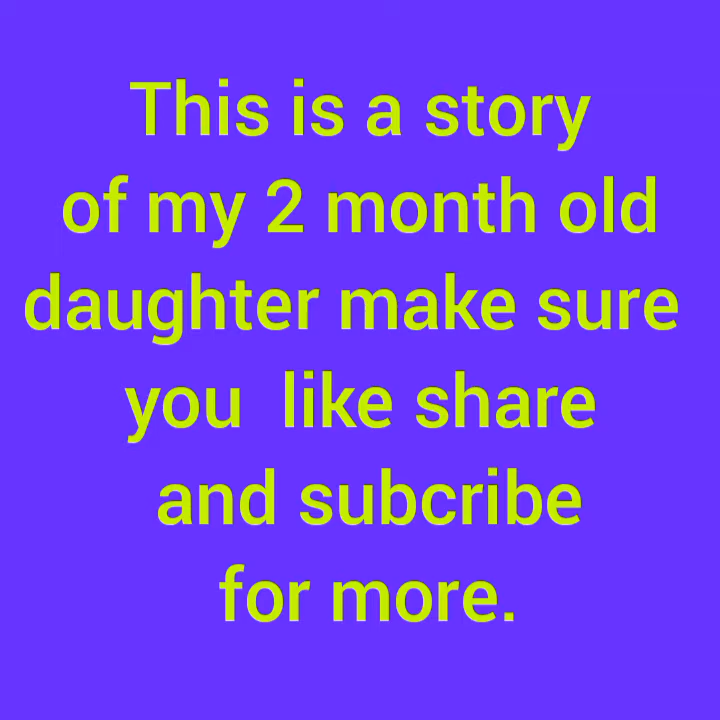 This is a story
of my 2 month old
daughter make sure
you like share
and subcribe
for more.